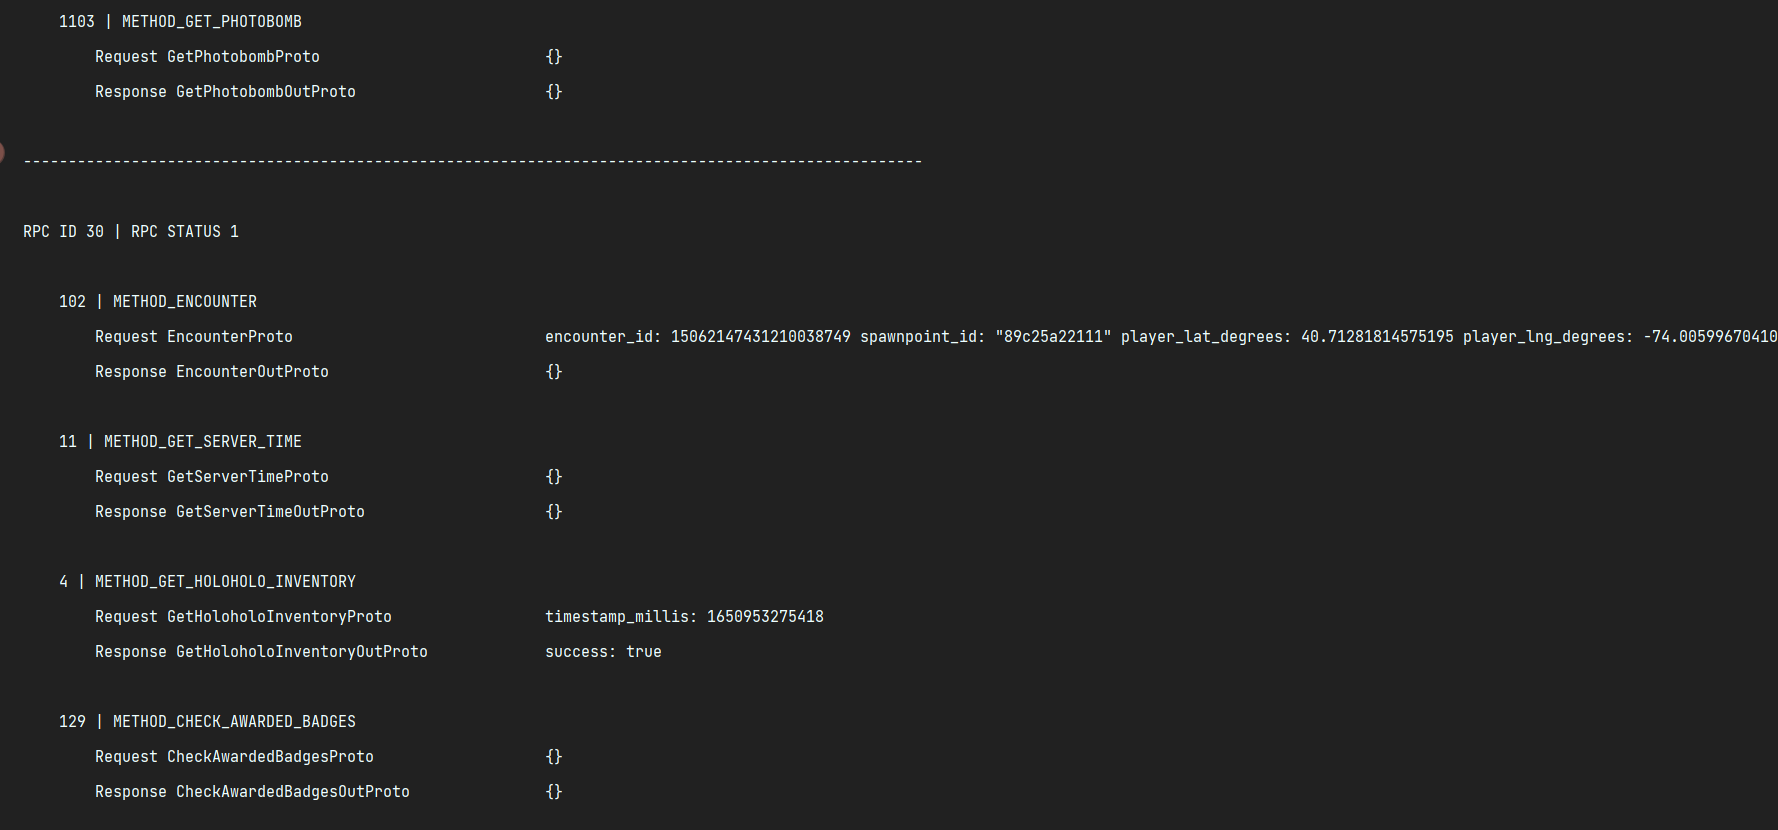 1103 | METHOD_GET_PHOTOBOMB
Request GetPhotobombProto {}
Response GetPhotobombOutProto {}
----------------------------------------------------------------------------------------------------
RPC ID 30 | RPC STATUS 1
102 | METHOD_ENCOUNTER
Request EncounterProto encounter_id: 15062147431210038749 spawnpoint_id: "89c25a22111" player_lat_degrees: 40.71281814575195 player_lng_degrees: -74.00599670410
Response EncounterOutProto {}
11 | METHOD_GET_SERVER_TIME
Request GetServerTimeProto {}
Response GetServerTimeOutProto {}
4 | METHOD_GET_HOLOHOLO_INVENTORY
Request GetHoloholoInventoryProto timestamp_millis: 1650953275418
Response GetHoloholoInventoryOutProto success: true
129 | METHOD_CHECK_AWARDED_BADGES
Request CheckAwardedBadgesProto {}
Response CheckAwardedBadgesOutProto {}